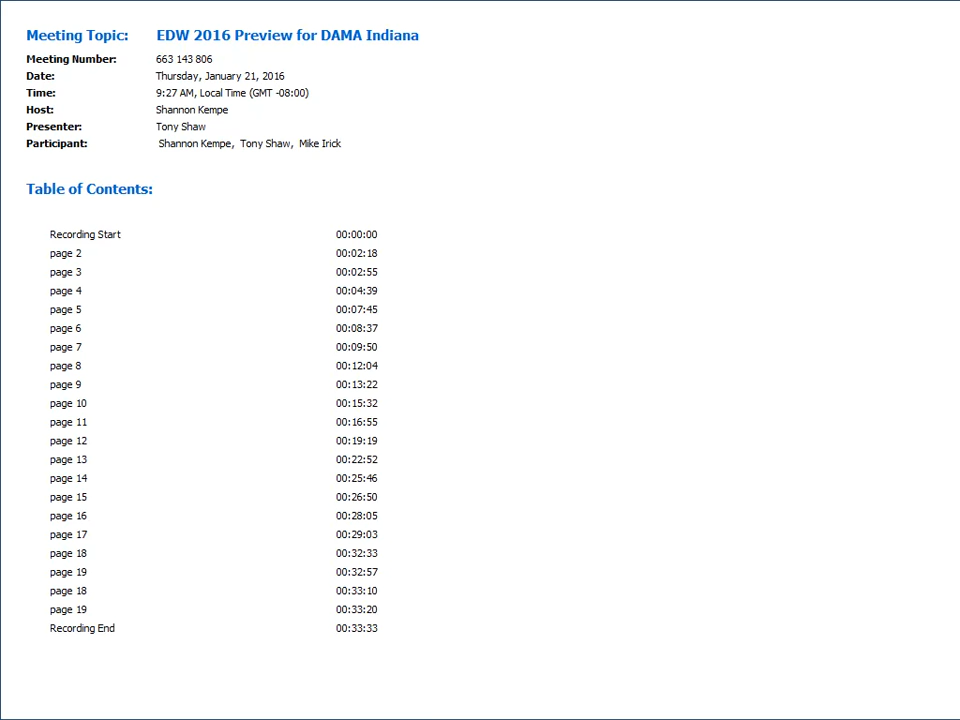 Meeting Topic: EDW 2016 Preview for DAMA Indiana
Meeting Number: 663 143 806
Date: Thursday, January 21, 2016
Time: 9:27 AM, Local Time (GMT -08:00)
Host: Shannon Kempe
Presenter: Tony Shaw
Participant: Shannon Kempe, Tony Shaw, Mike Irick
Table of Contents:
Recording Start 00:00:00
page 2 00:02:18
page 3 00:02:55
page 4 00:04:39
page 5 00:07:45
page 6 00:08:37
page 7 00:09:50
page 8 00:12:04
page 9 00:13:22
page 10 00:15:32
page 11 00:16:55
page 12 00:19:19
page 13 00:22:52
page 14 00:25:46
page 15 00:26:50
page 16 00:28:05
page 17 00:29:03
page 18 00:32:33
page 19 00:32:57
page 18 00:33:10
page 19 00:33:20
Recording End 00:33:33